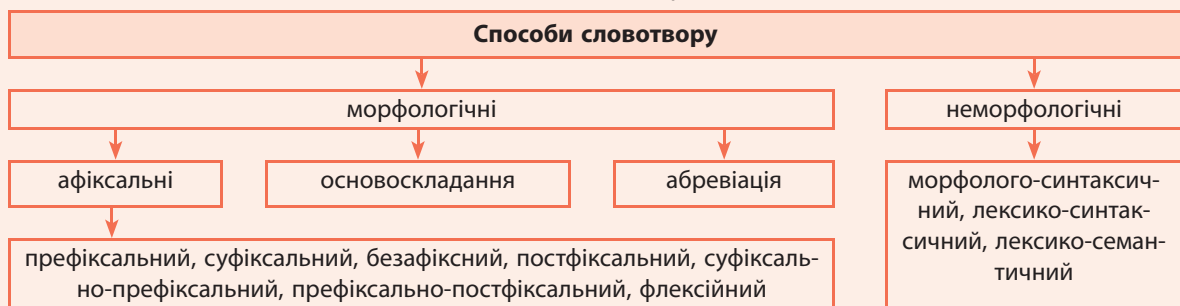 Способи словотвору
морфологічні
неморфологічні
афіксальні
основоскладання
абревіація
морфолого-синтаксич-
ний, лексико-синтак-
сичний, лексико-семан-
тичний
префіксальний, суфіксальний, безафіксний, постфіксальний, суфіксаль-
но-префіксальний, префіксально-постфіксальний, флексійний